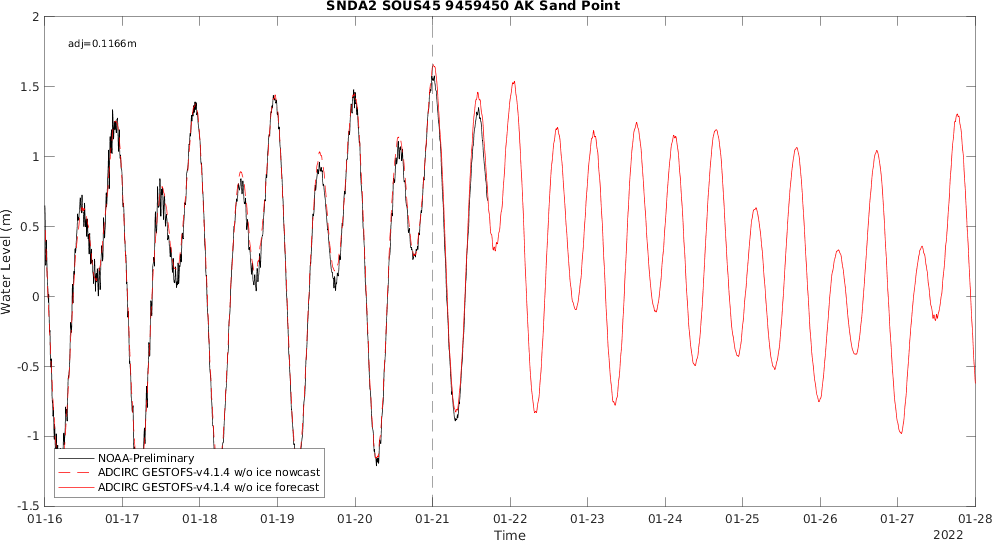 SNDA2 SOUS45 9459450 AK Sand Point
adj=0.1166m
Water Level (m)
2
1.5
1
0.5
0
-0.5
-1
-1.5
NOAA-Preliminary
ADCIRC GESTOFS-v4.1.4 w/o ice nowcast
ADCIRC GESTOFS-v4.1.4 w/o ice forecast
01-16 01-17 01-18 01-19 01-20 01-21 01-22 01-23 01-24 01-25 01-26 01-27 01-28
Time
2022